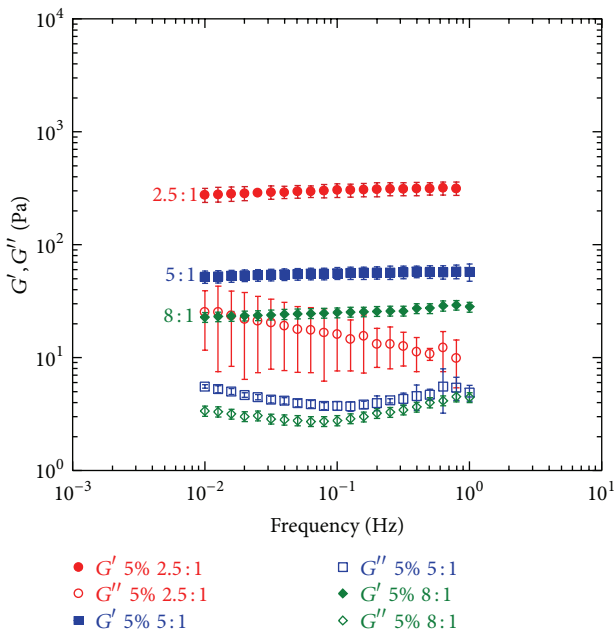 10⁴
10³
10²
10¹
10⁰
G′, G″ (Pa)
2.5 : 1
5 : 1
8 : 1
10⁻³
10⁻²
10⁻¹
10⁰
10¹
Frequency (Hz)
G′ 5% 2.5 : 1
G″ 5% 2.5 : 1
G′ 5% 5 : 1
G″ 5% 5 : 1
G′ 5% 8 : 1
G″ 5% 8 : 1